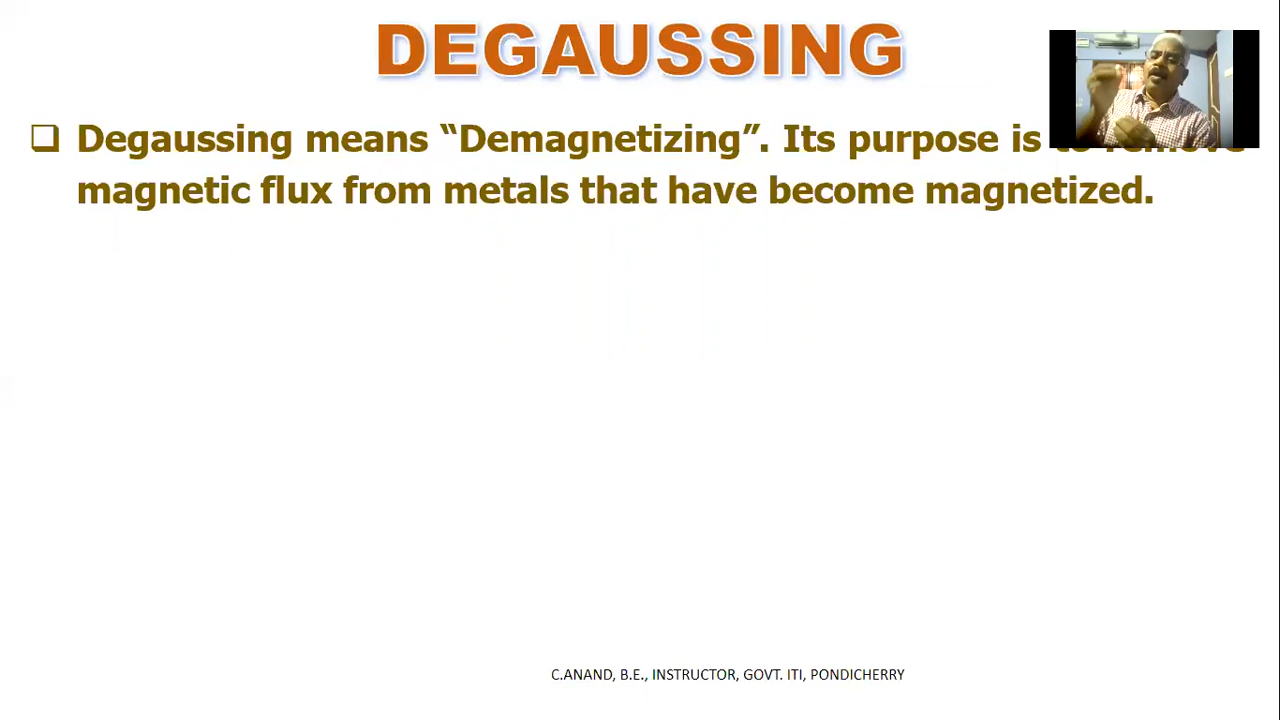 DEGAUSSING
Degaussing means “Demagnetizing”. Its purpose is to remove
magnetic flux from metals that have become magnetized.
C.ANAND, B.E., INSTRUCTOR, GOVT. ITI, PONDICHERRY